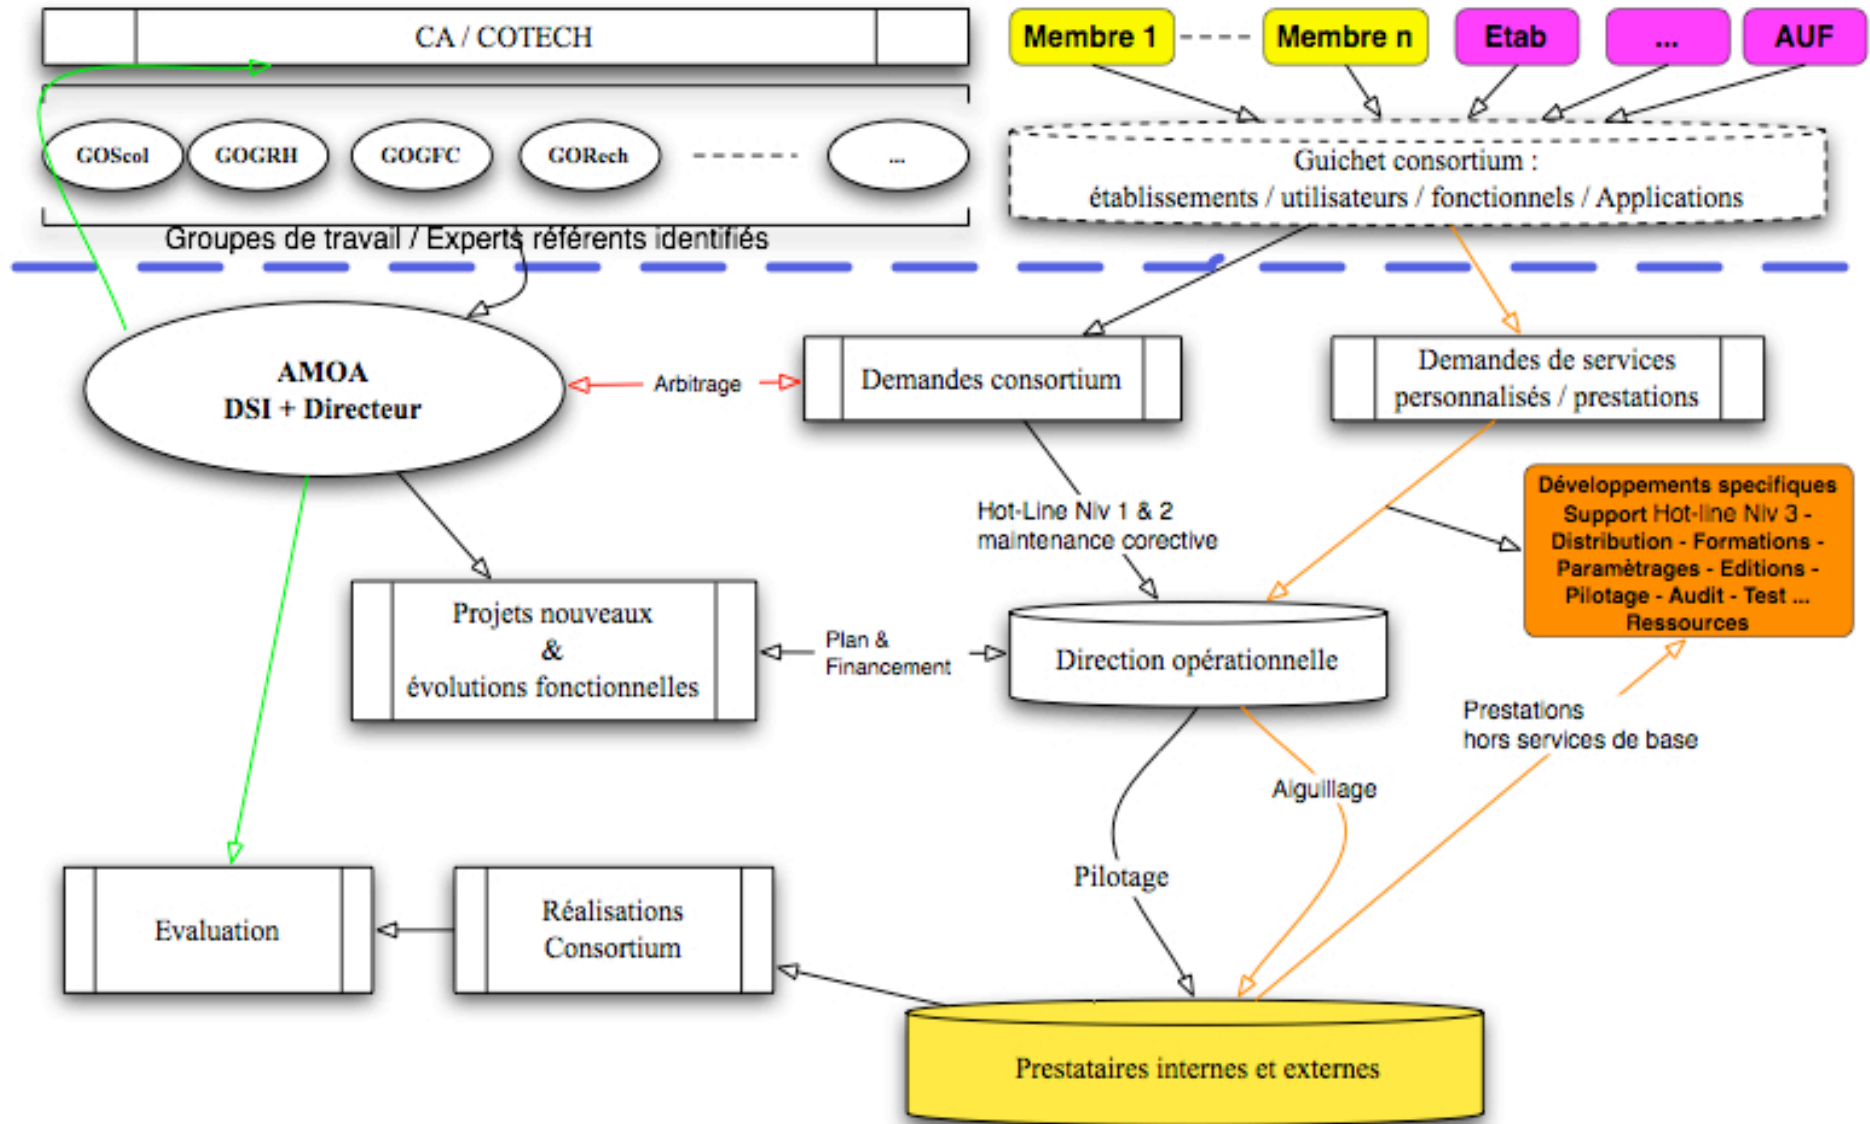 CA / COTECH
Membre 1
Membre n
Etab
...
AUF
GOScol
GOGRH
GOGFC
GORech
...
Guichet consortium :
établissements / utilisateurs / fonctionnels / Applications
Groupes de travail / Experts référents identifiés
AMOA
DSI + Directeur
Arbitrage
Demandes consortium
Demandes de services
personnalisés / prestations
Hot-Line Niv 1 & 2
maintenance corective
Développements specifiques
Support Hot-line Niv 3 -
Distribution - Formations -
Paramètrages - Editions -
Pilotage - Audit - Test ...
Ressources
Projets nouveaux
&
évolutions fonctionnelles
Plan &
Financement
Direction opérationnelle
Prestations
hors services de base
Aiguillage
Pilotage
Evaluation
Réalisations
Consortium
Prestataires internes et externes